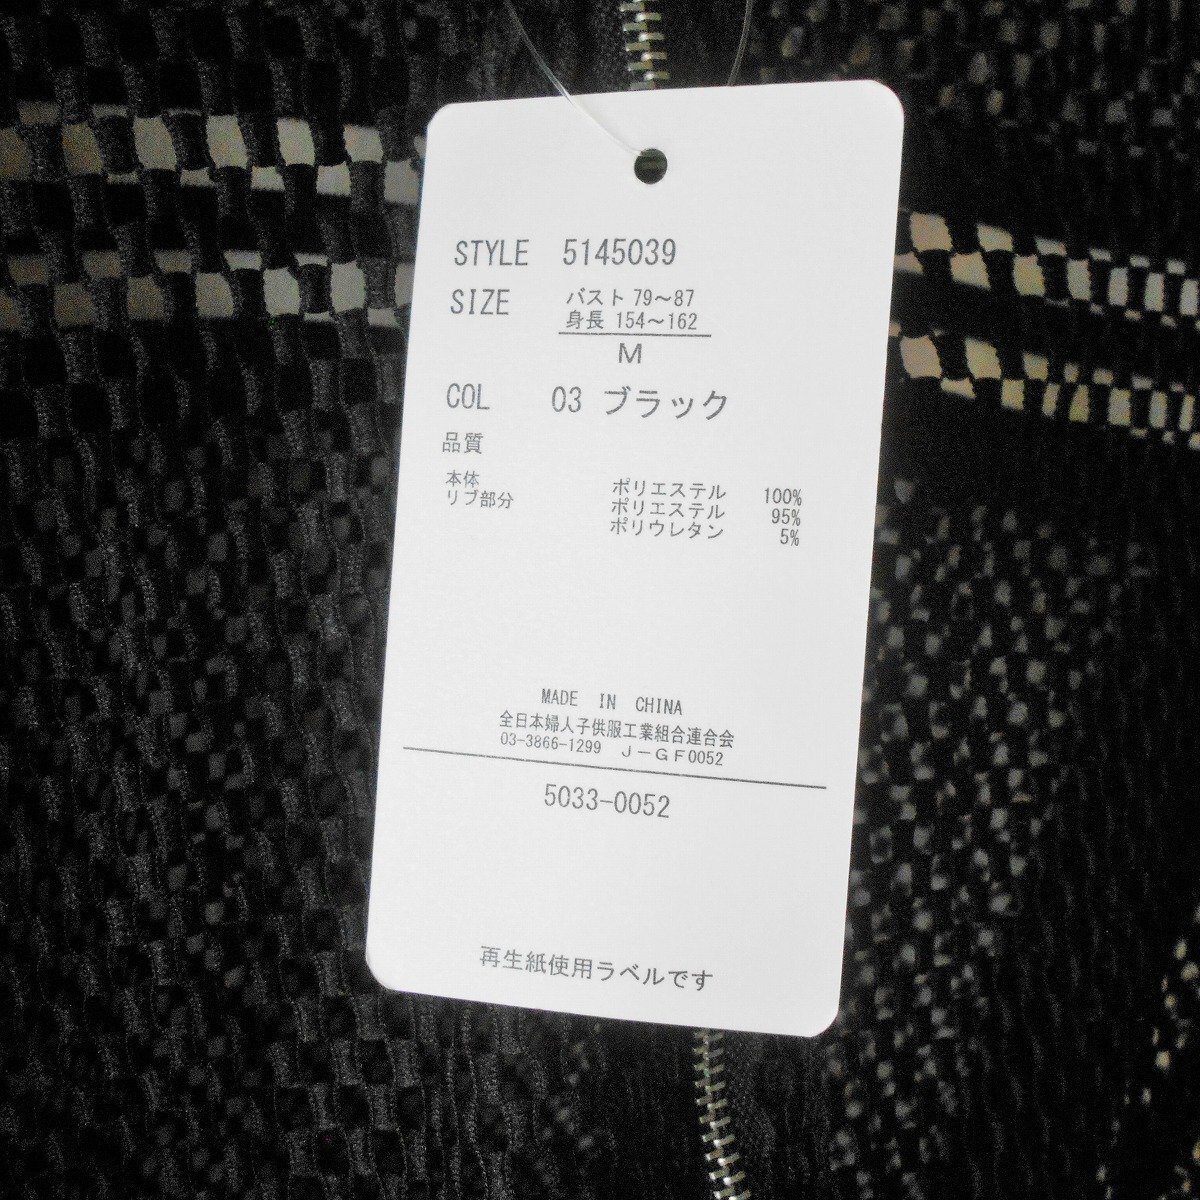 STYLE 5145039
SIZE バスト 79～87
身長 154～162
M
COL 03 ブラック
品質
本体 ポリエステル 100%
リブ部分 ポリエステル 95%
ポリウレタン 5%
MADE IN CHINA
全日本婦人子供服工業組合連合会
03-3866-1299 J－GF0052
5033-0052
再生紙使用ラベルです